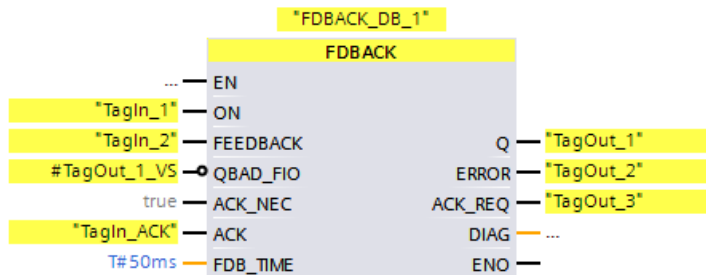 "FDBACK_DB_1"
FDBACK
... EN
"TagIn_1" ON
"TagIn_2" FEEDBACK Q "TagOut_1"
#TagOut_1_VS QBAD_FIO ERROR "TagOut_2"
true ACK_NEC ACK_REQ "TagOut_3"
"TagIn_ACK" ACK DIAG ...
T#50ms FDB_TIME ENO